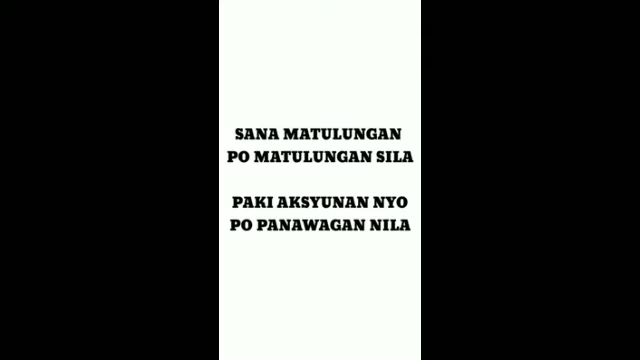 SANA MATULUNGAN
PO MATULUNGAN SILA
PAKI AKSYUNAN NYO
PO PANAWAGAN NILA